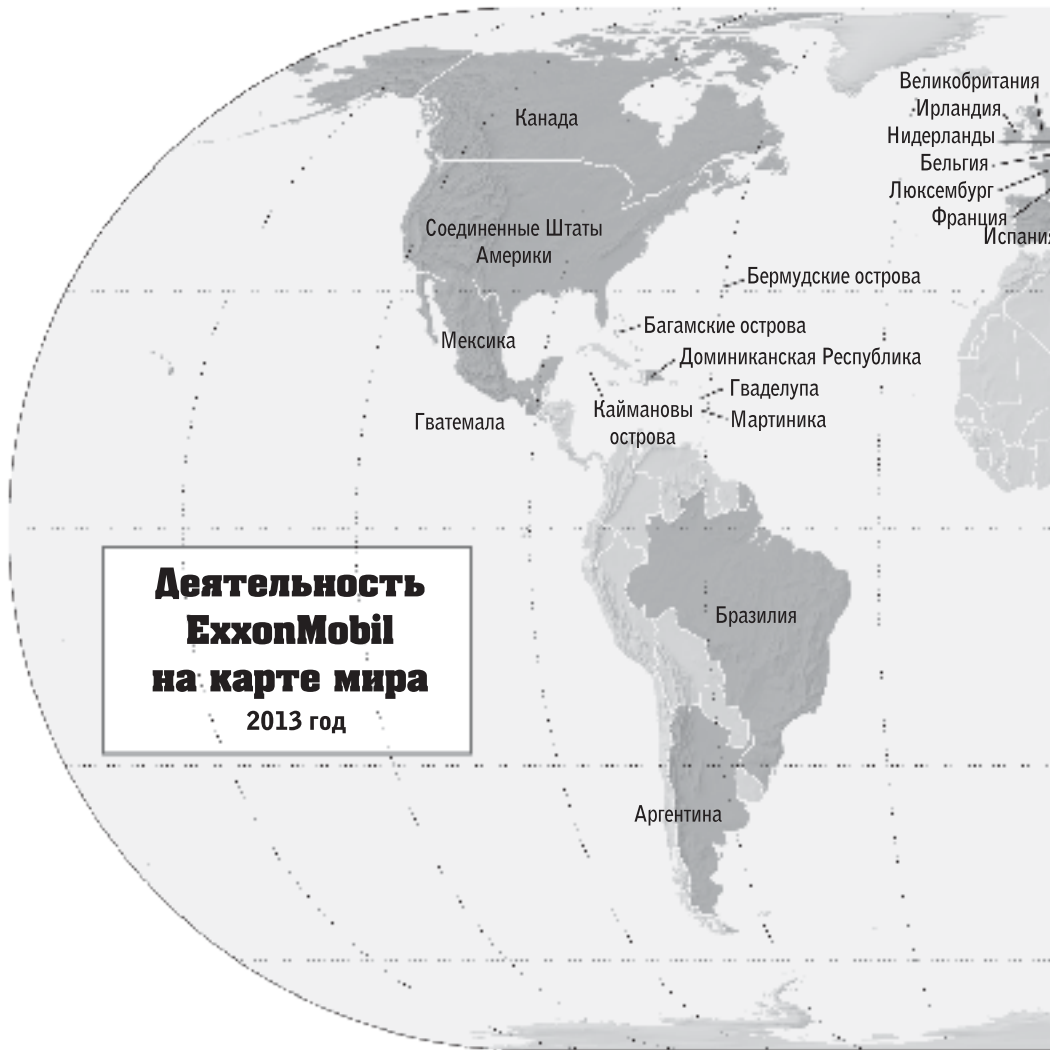 Великобритания
Ирландия
Нидерланды
Бельгия
Люксембург
Франция
Испания
Канада
Соединенные Штаты
Америки
Бермудские острова
Багамские острова
Мексика
Доминиканская Республика
Гваделупа
Каймановы
острова
Мартиника
Гватемала
Деятельность
ExxonMobil
на карте мира
2013 год
Бразилия
Аргентина